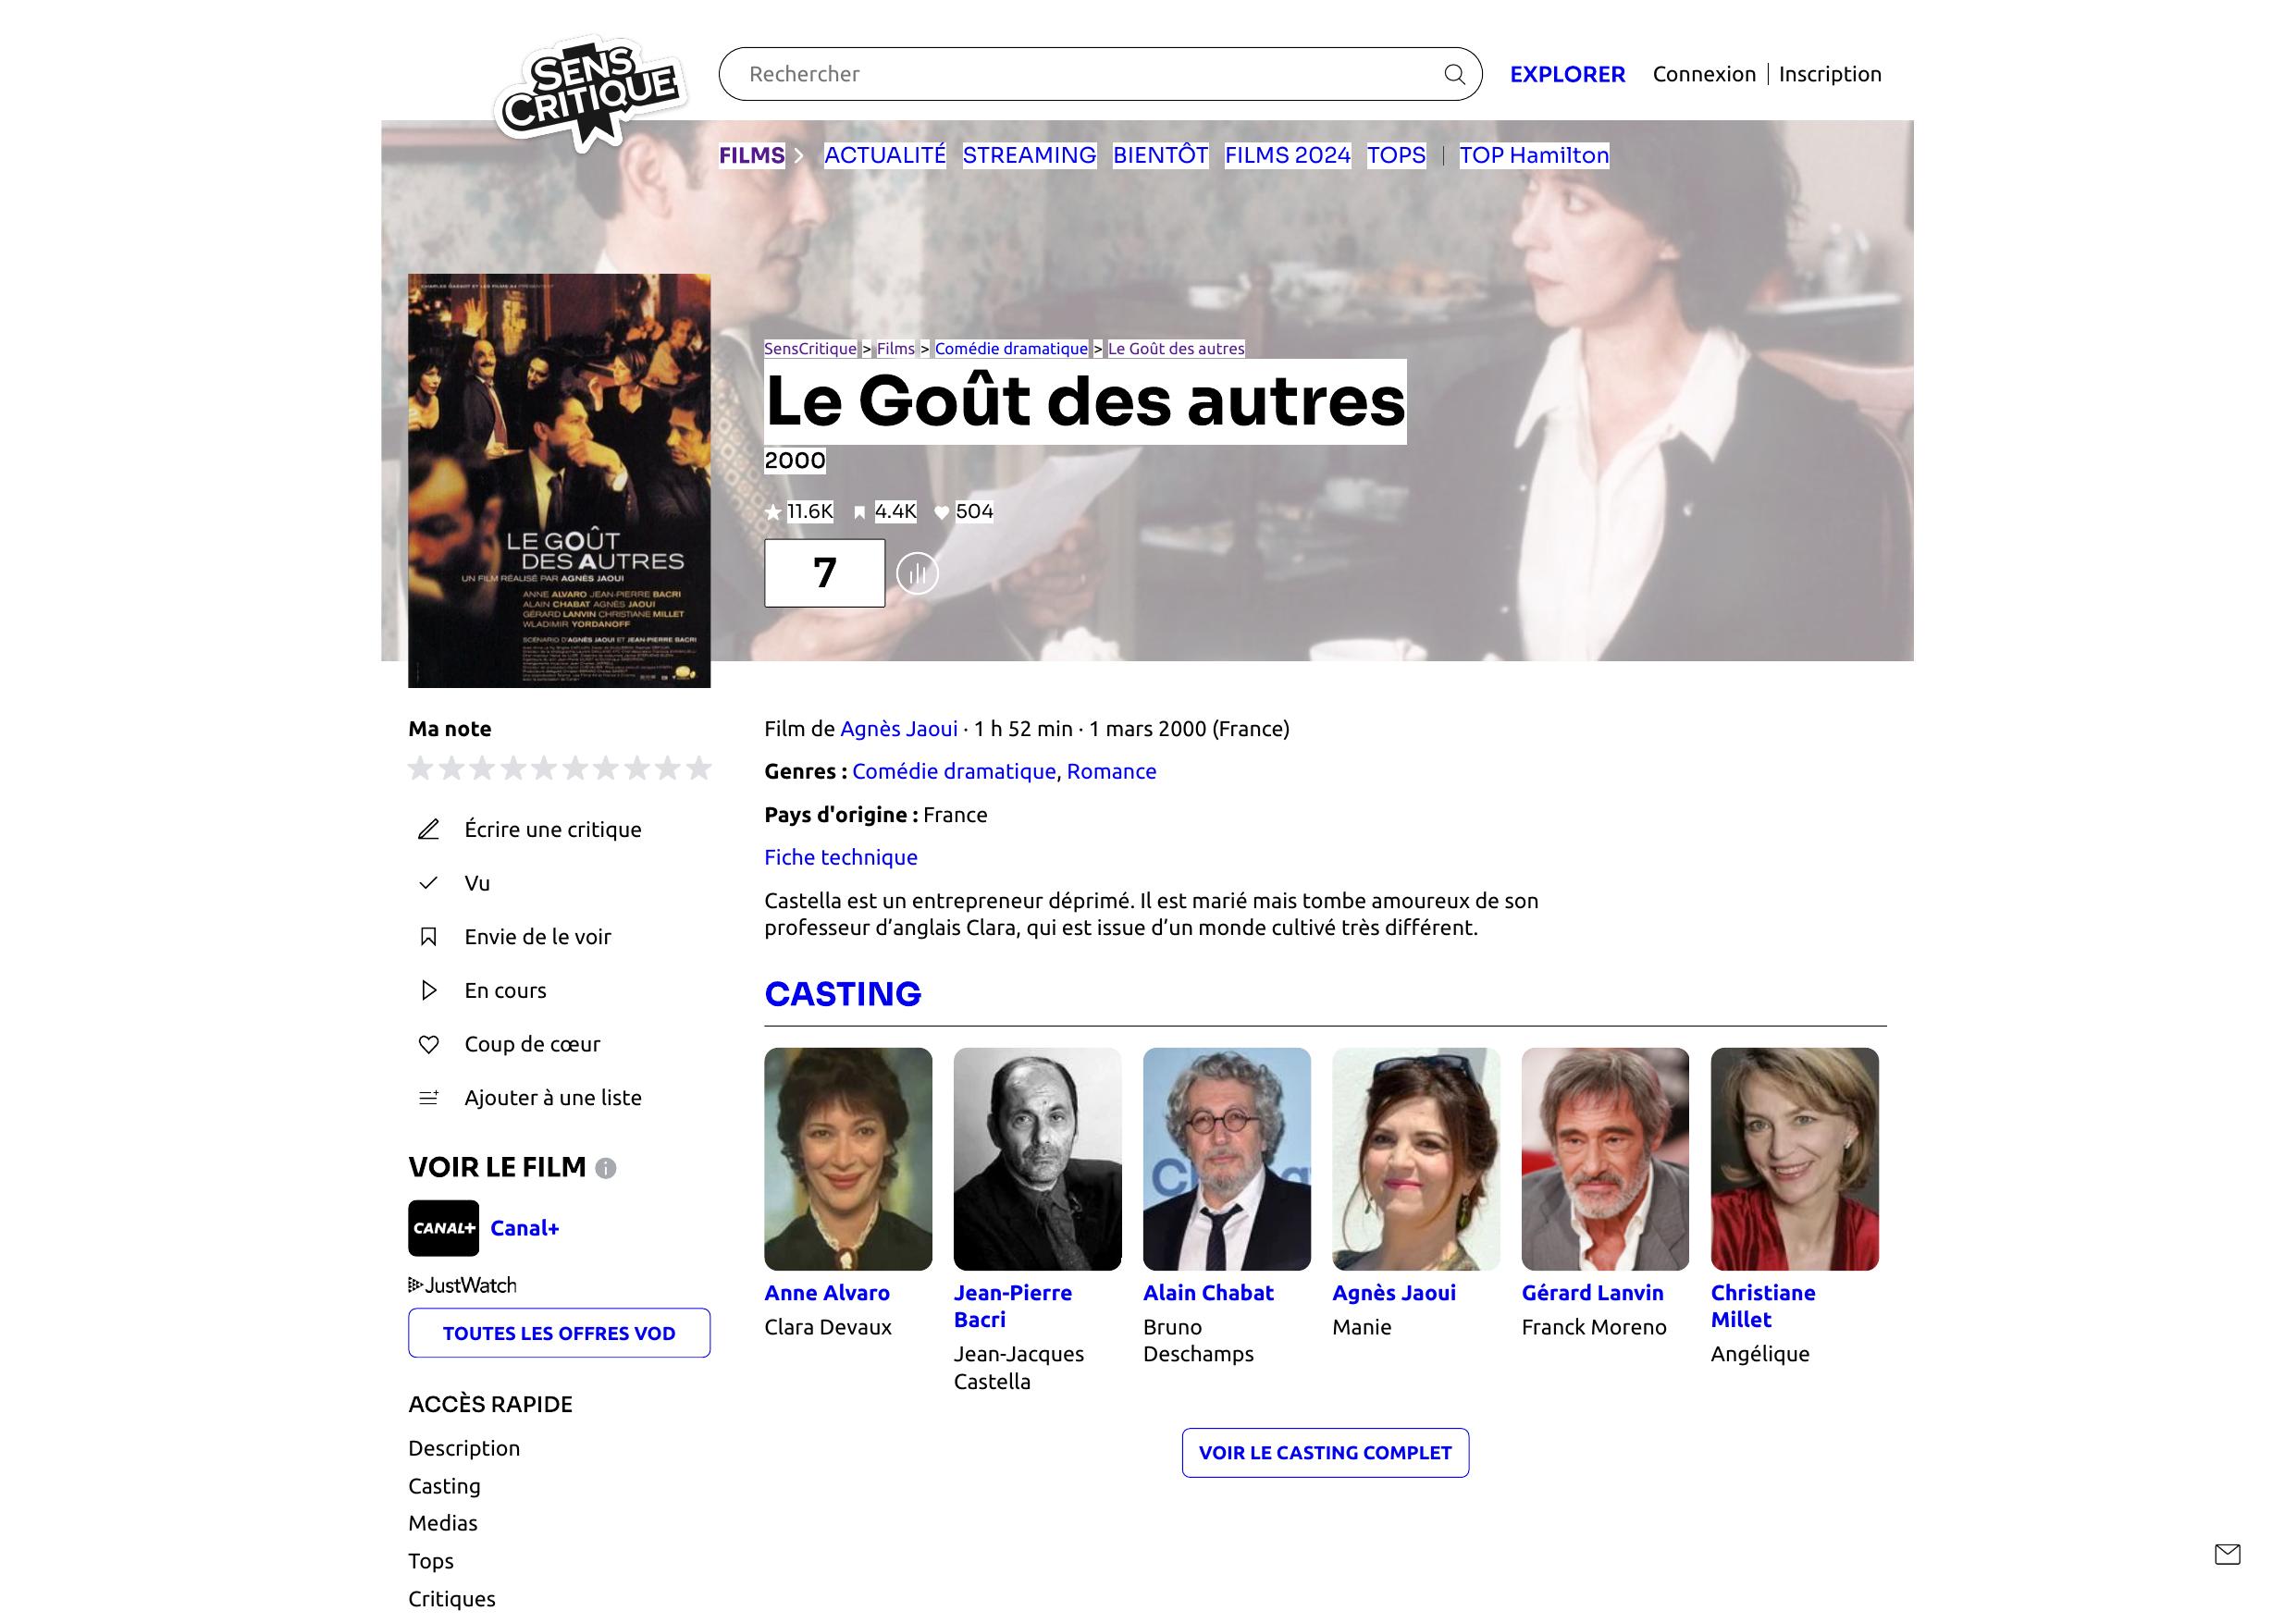 SENS
CRITIQUE
Rechercher
EXPLORER
Connexion | Inscription
FILMS
ACTUALITÉ STREAMING BIENTÔT FILMS 2024 TOPS | TOP Hamilton
SensCritique > Films > Comédie dramatique > Le Goût des autres
Le Goût des autres
2000
11.6K 4.4K 504
7
LE GOÛT
DES AUTRES
UN FILM RÉALISÉ PAR AGNÈS JAOUI
ANNE ALVARO JEAN-PIERRE BACRI
ALAIN CHABAT AGNÈS JAOUI
GÉRARD LANVIN CHRISTIANE MILLET
WLADIMIR YORDANOFF
SCÉNARIO D'AGNÈS JAOUI ET JEAN-PIERRE BACRI
Ma note
Écrire une critique
Vu
Envie de le voir
En cours
Coup de cœur
Ajouter à une liste
VOIR LE FILM
CANAL+ Canal+
JustWatch
TOUTES LES OFFRES VOD
ACCÈS RAPIDE
Description
Casting
Medias
Tops
Critiques
Film de Agnès Jaoui · 1 h 52 min · 1 mars 2000 (France)
Genres : Comédie dramatique, Romance
Pays d'origine : France
Fiche technique
Castella est un entrepreneur déprimé. Il est marié mais tombe amoureux de son
professeur d’anglais Clara, qui est issue d’un monde cultivé très différent.
CASTING
Anne Alvaro
Clara Devaux
Jean-Pierre
Bacri
Jean-Jacques
Castella
Alain Chabat
Bruno
Deschamps
Agnès Jaoui
Manie
Gérard Lanvin
Franck Moreno
Christiane
Millet
Angélique
VOIR LE CASTING COMPLET